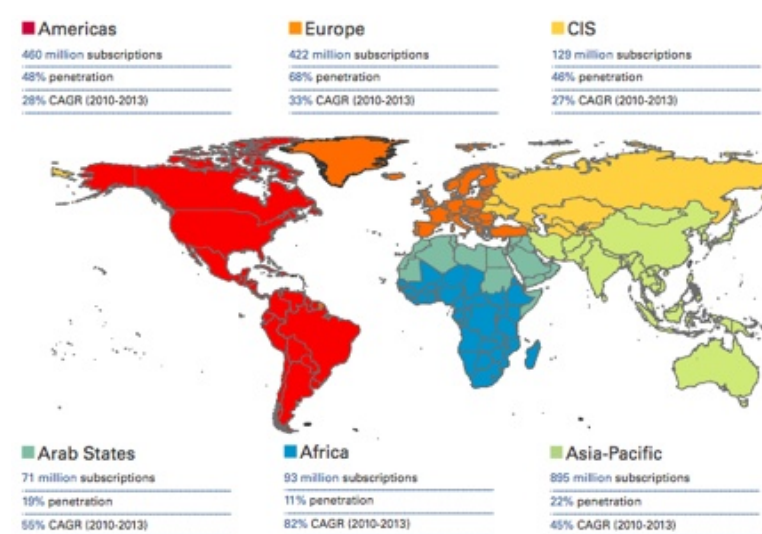 Americas
460 million subscriptions
48% penetration
28% CAGR (2010-2013)
Europe
422 million subscriptions
68% penetration
33% CAGR (2010-2013)
CIS
129 million subscriptions
46% penetration
27% CAGR (2010-2013)
Arab States
71 million subscriptions
19% penetration
55% CAGR (2010-2013)
Africa
93 million subscriptions
11% penetration
82% CAGR (2010-2013)
Asia-Pacific
895 million subscriptions
22% penetration
45% CAGR (2010-2013)